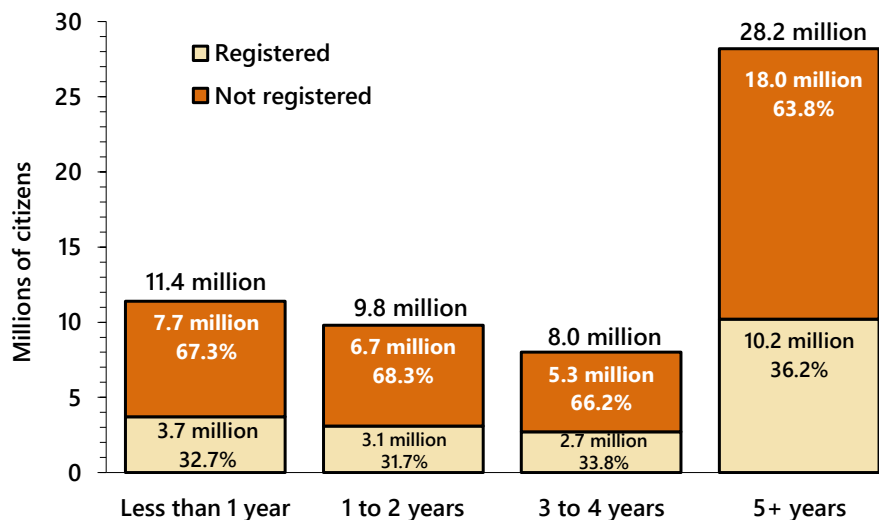 Millions of citizens
30
25
20
15
10
5
0
Registered
Not registered
11.4 million
7.7 million
67.3%
3.7 million
32.7%
9.8 million
6.7 million
68.3%
3.1 million
31.7%
8.0 million
5.3 million
66.2%
2.7 million
33.8%
28.2 million
18.0 million
63.8%
10.2 million
36.2%
Less than 1 year
1 to 2 years
3 to 4 years
5+ years